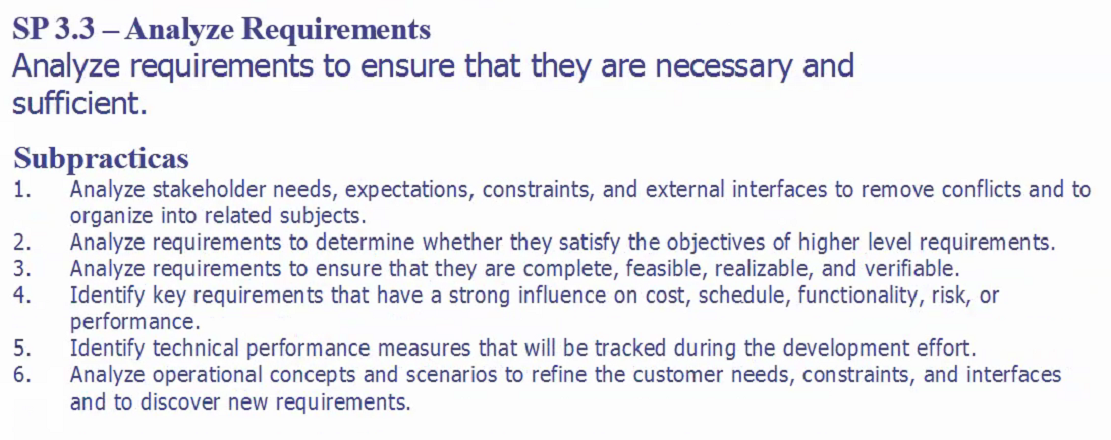 SP 3.3 – Analyze Requirements
Analyze requirements to ensure that they are necessary and
sufficient.
Subpracticas
1. Analyze stakeholder needs, expectations, constraints, and external interfaces to remove conflicts and to
organize into related subjects.
2. Analyze requirements to determine whether they satisfy the objectives of higher level requirements.
3. Analyze requirements to ensure that they are complete, feasible, realizable, and verifiable.
4. Identify key requirements that have a strong influence on cost, schedule, functionality, risk, or
performance.
5. Identify technical performance measures that will be tracked during the development effort.
6. Analyze operational concepts and scenarios to refine the customer needs, constraints, and interfaces
and to discover new requirements.